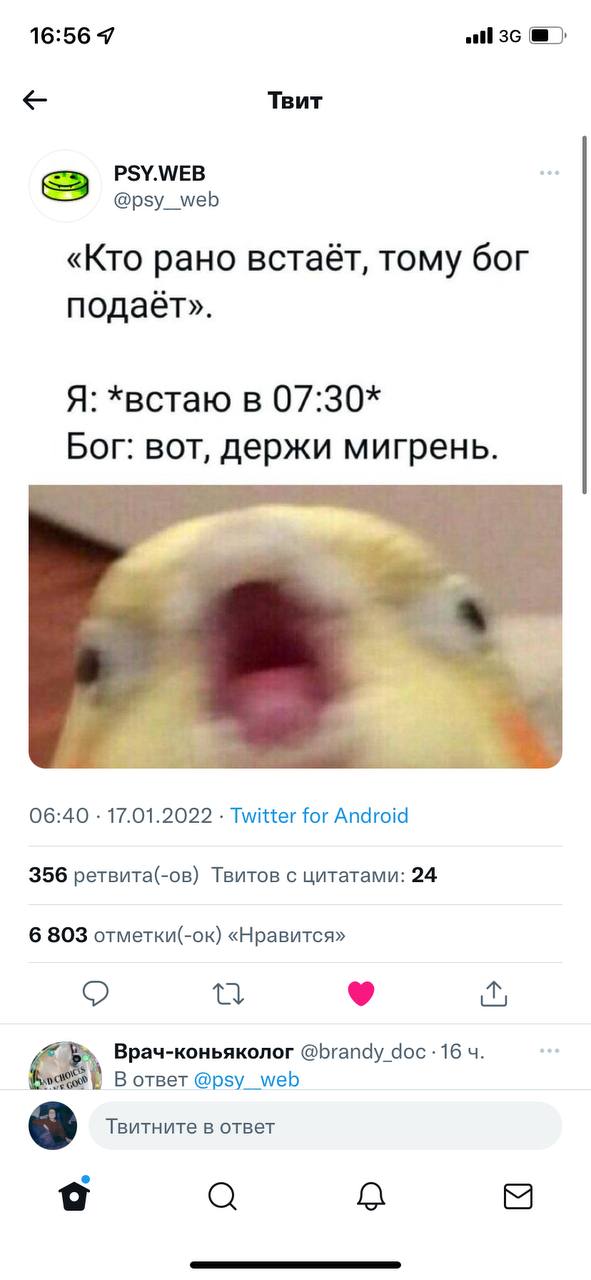 16:56
3G
Твит
PSY.WEB
@psy__web
«Кто рано встаёт, тому бог
подаёт».
Я: *встаю в 07:30*
Бог: вот, держи мигрень.
06:40 · 17.01.2022 · Twitter for Android
356 ретвита(-ов) Твитов с цитатами: 24
6 803 отметки(-ок) «Нравится»
Врач-коньяколог @brandy_doc · 16 ч.
В ответ @psy__web
CHOICES
GOOD
Твитните в ответ